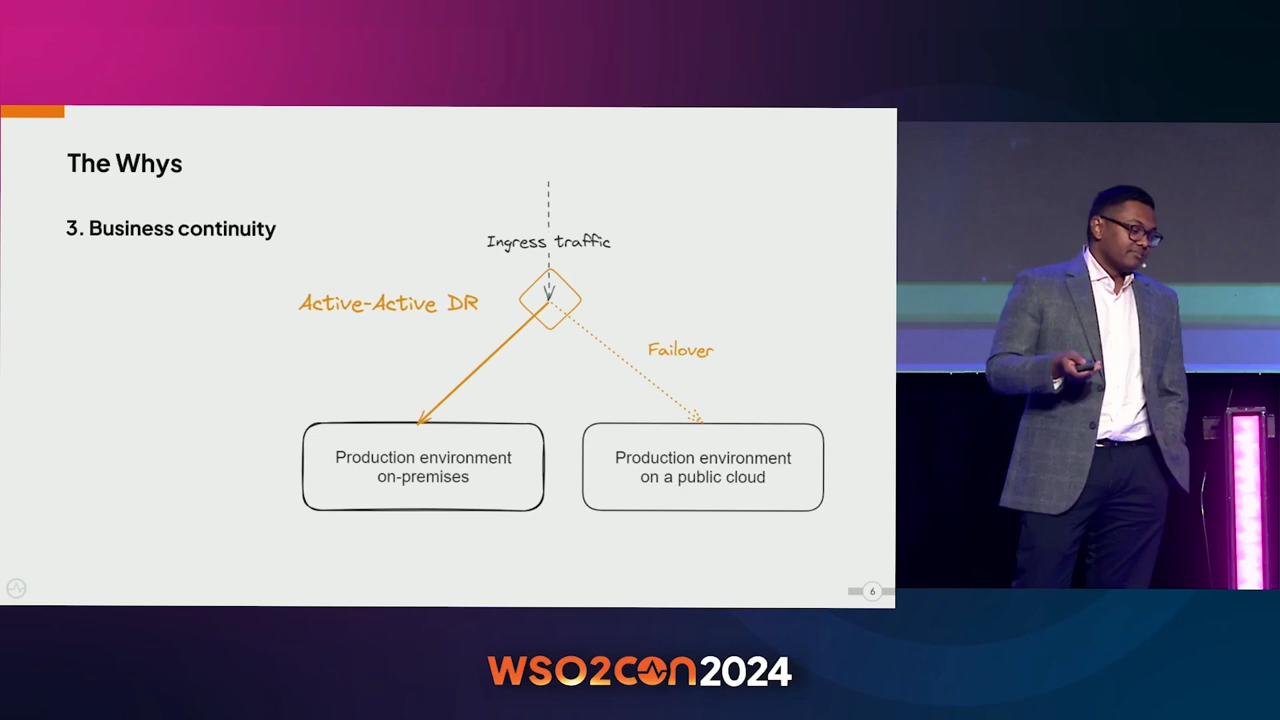 The Whys
3. Business continuity
Ingress traffic
Active-Active DR
Failover
Production environment
on-premises
Production environment
on a public cloud
6
WSO2CON2024